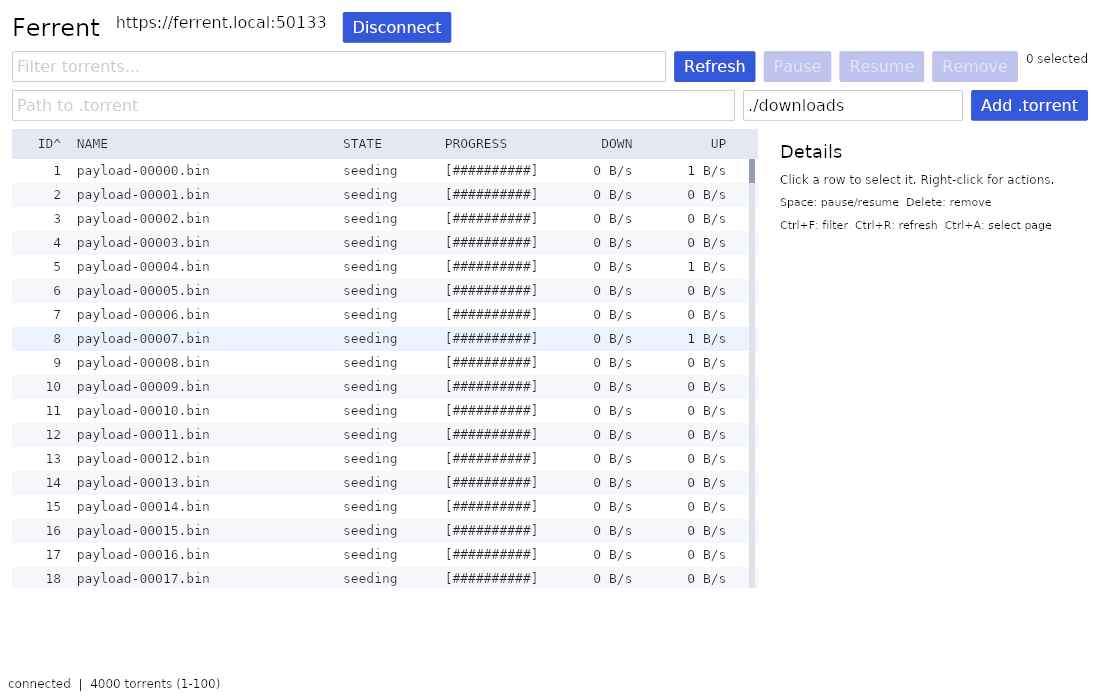 Ferrent https://ferrent.local:50133 Disconnect
Filter torrents... Refresh Pause Resume Remove 0 selected
Path to .torrent ./downloads Add .torrent
ID^ NAME STATE PROGRESS DOWN UP
1 payload-00000.bin seeding [##########] 0 B/s 1 B/s
2 payload-00001.bin seeding [##########] 0 B/s 0 B/s
3 payload-00002.bin seeding [##########] 0 B/s 0 B/s
4 payload-00003.bin seeding [##########] 0 B/s 0 B/s
5 payload-00004.bin seeding [##########] 0 B/s 1 B/s
6 payload-00005.bin seeding [##########] 0 B/s 0 B/s
7 payload-00006.bin seeding [##########] 0 B/s 0 B/s
8 payload-00007.bin seeding [##########] 0 B/s 1 B/s
9 payload-00008.bin seeding [##########] 0 B/s 0 B/s
10 payload-00009.bin seeding [##########] 0 B/s 0 B/s
11 payload-00010.bin seeding [##########] 0 B/s 0 B/s
12 payload-00011.bin seeding [##########] 0 B/s 0 B/s
13 payload-00012.bin seeding [##########] 0 B/s 0 B/s
14 payload-00013.bin seeding [##########] 0 B/s 0 B/s
15 payload-00014.bin seeding [##########] 0 B/s 0 B/s
16 payload-00015.bin seeding [##########] 0 B/s 0 B/s
17 payload-00016.bin seeding [##########] 0 B/s 0 B/s
18 payload-00017.bin seeding [##########] 0 B/s 0 B/s
Details
Click a row to select it. Right-click for actions.
Space: pause/resume Delete: remove
Ctrl+F: filter Ctrl+R: refresh Ctrl+A: select page
connected | 4000 torrents (1-100)